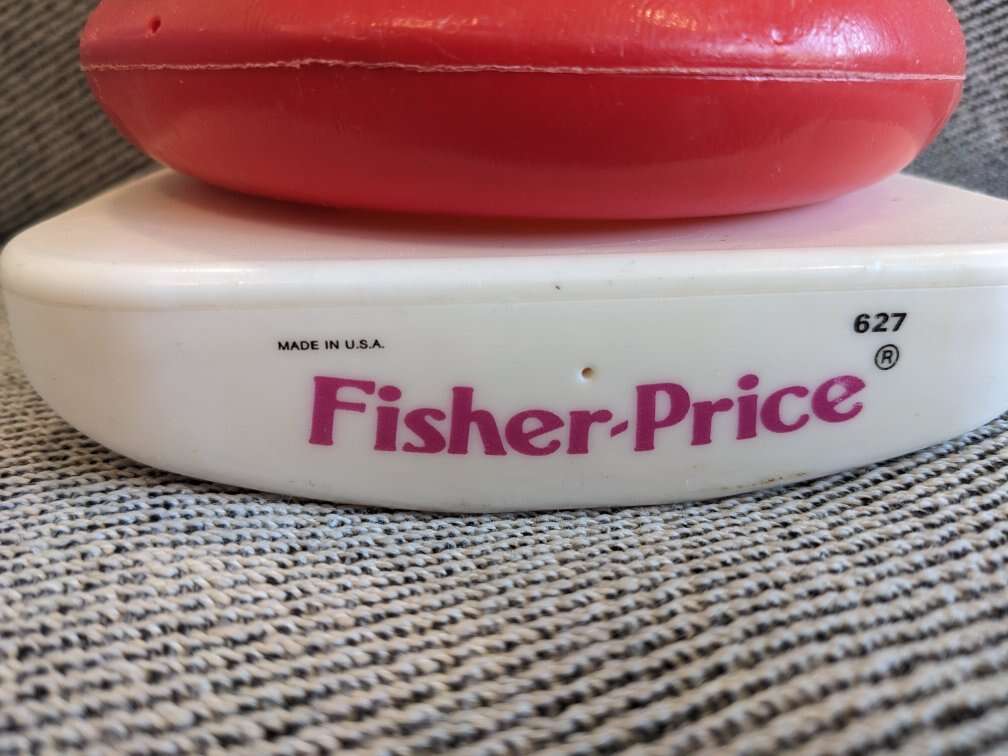 627
MADE IN U.S.A.
®
Fisher-Price